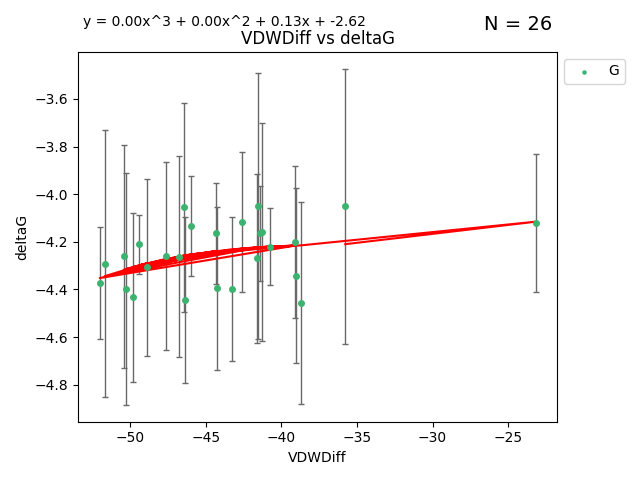 y = 0.00x^3 + 0.00x^2 + 0.13x + -2.62
N = 26
VDWDiff vs deltaG
G
−3.6
−3.8
−4.0
−4.2
−4.4
−4.6
−4.8
deltaG
−50 −45 −40 −35 −30 −25
VDWDiff